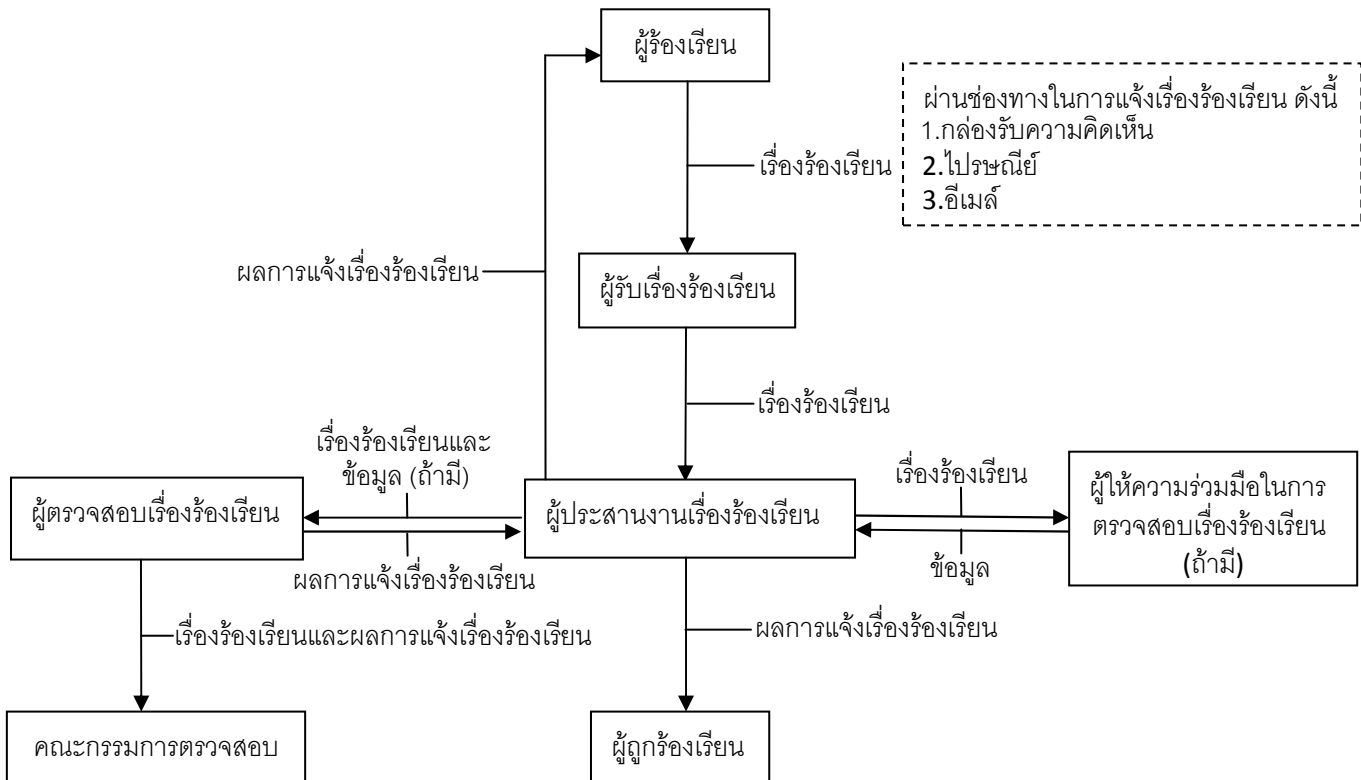 ผู้ร้องเรียน
ผ่านช่องทางในการแจ้งเรื่องร้องเรียน ดังนี้
1.กล่องรับความคิดเห็น
2.ไปรษณีย์
3.อีเมล์
เรื่องร้องเรียน
ผลการแจ้งเรื่องร้องเรียน
ผู้รับเรื่องร้องเรียน
เรื่องร้องเรียน
เรื่องร้องเรียนและ
ข้อมูล (ถ้ามี)
เรื่องร้องเรียน
ผู้ตรวจสอบเรื่องร้องเรียน
ผู้ประสานงานเรื่องร้องเรียน
ผู้ให้ความร่วมมือในการ
ตรวจสอบเรื่องร้องเรียน
(ถ้ามี)
ผลการแจ้งเรื่องร้องเรียน
ข้อมูล
เรื่องร้องเรียนและผลการแจ้งเรื่องร้องเรียน
ผลการแจ้งเรื่องร้องเรียน
คณะกรรมการตรวจสอบ
ผู้ถูกร้องเรียน